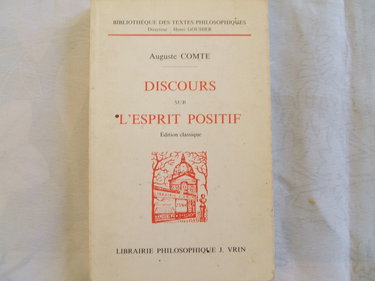 BIBLIOTHÈQUE DES TEXTES PHILOSOPHIQUES
Directeur : Henri GOUHIER
Auguste COMTE
DISCOURS
SUR
L'ESPRIT POSITIF
Édition classique
LIBRAIRIE PHILOSOPHIQUE J. VRIN